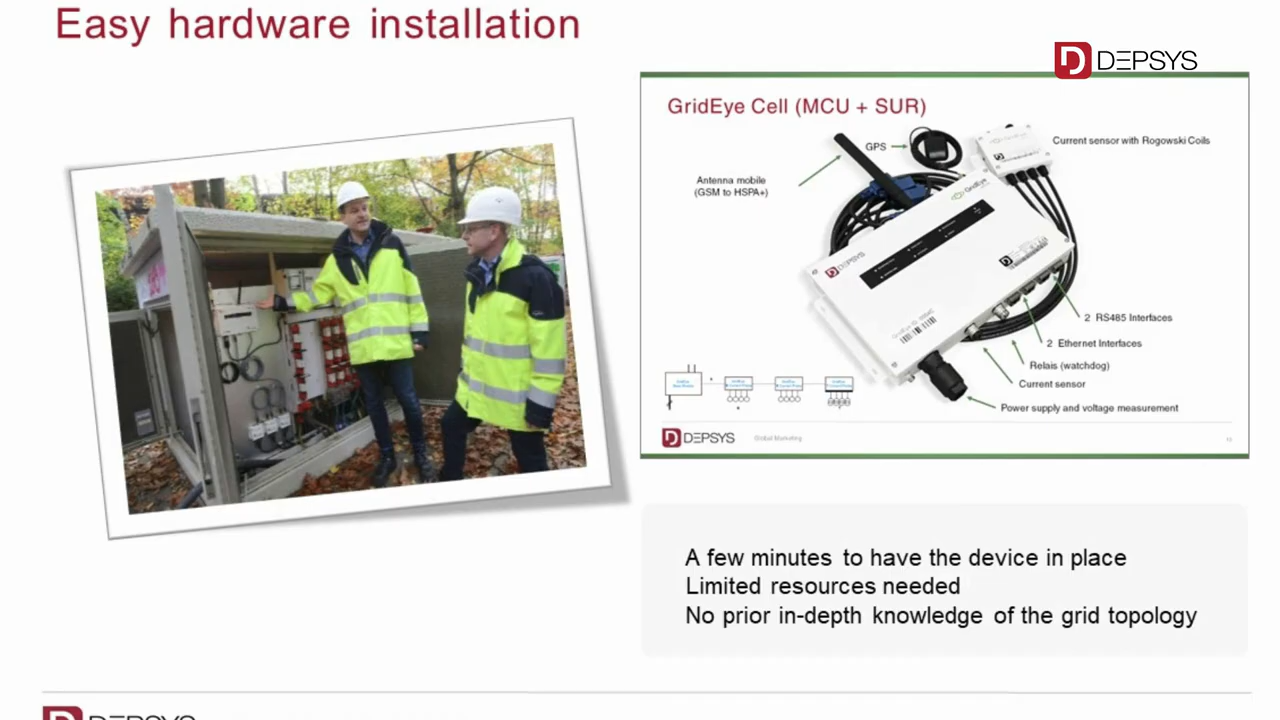 Easy hardware installation
DEPSYS
GridEye Cell (MCU + SUR)
GPS
Current sensor with Rogowski Coils
Antenna mobile
(GSM to HSPA+)
GridEye
DEPSYS
2 RS485 Interfaces
2 Ethernet Interfaces
Relais (watchdog)
Current sensor
Power supply and voltage measurement
DEPSYS
Global Marketing
A few minutes to have the device in place
Limited resources needed
No prior in-depth knowledge of the grid topology
DEPSYS